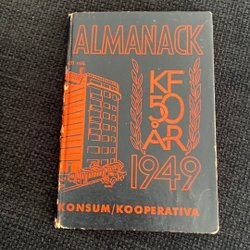 ALMANACK
KF
50
ÅR
1949
KONSUM/KOOPERATIVA